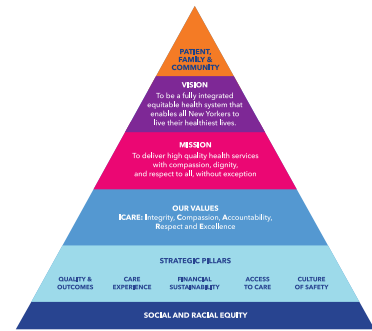 PATIENT,
FAMILY &
COMMUNITY
VISION
To be a fully integrated
equitable health system that
enables all New Yorkers to
live their healthiest lives.
MISSION
To deliver high quality health services
with compassion, dignity,
and respect to all, without exception
OUR VALUES
ICARE: Integrity, Compassion, Accountability,
Respect and Excellence
STRATEGIC PILLARS
QUALITY & OUTCOMES
CARE EXPERIENCE
FINANCIAL SUSTAINABILITY
ACCESS TO CARE
CULTURE OF SAFETY
SOCIAL AND RACIAL EQUITY